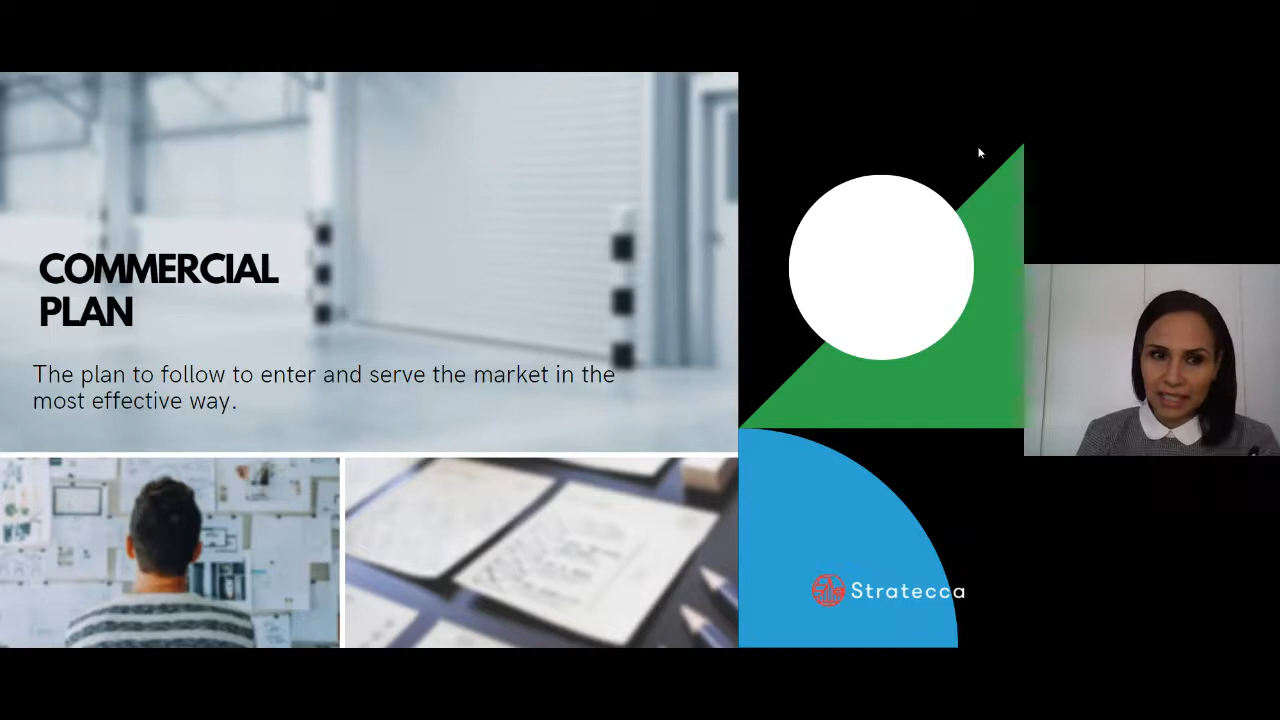 COMMERCIAL
PLAN
The plan to follow to enter and serve the market in the
most effective way.
Stratecca